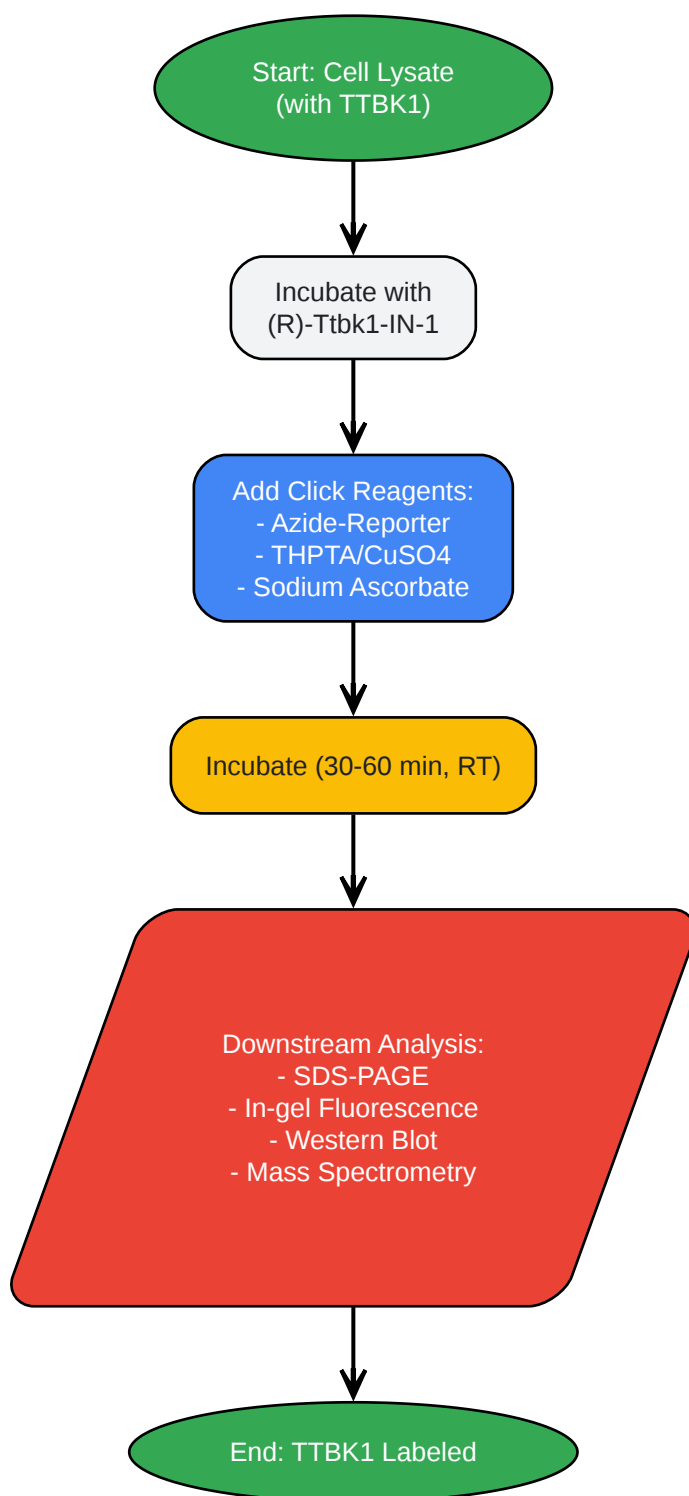 Start: Cell Lysate
(with TTBK1)
Incubate with
(R)-Ttbk1-IN-1
Add Click Reagents:
- Azide-Reporter
- THPTA/CuSO4
- Sodium Ascorbate
Incubate (30-60 min, RT)
Downstream Analysis:
- SDS-PAGE
- In-gel Fluorescence
- Western Blot
- Mass Spectrometry
End: TTBK1 Labeled